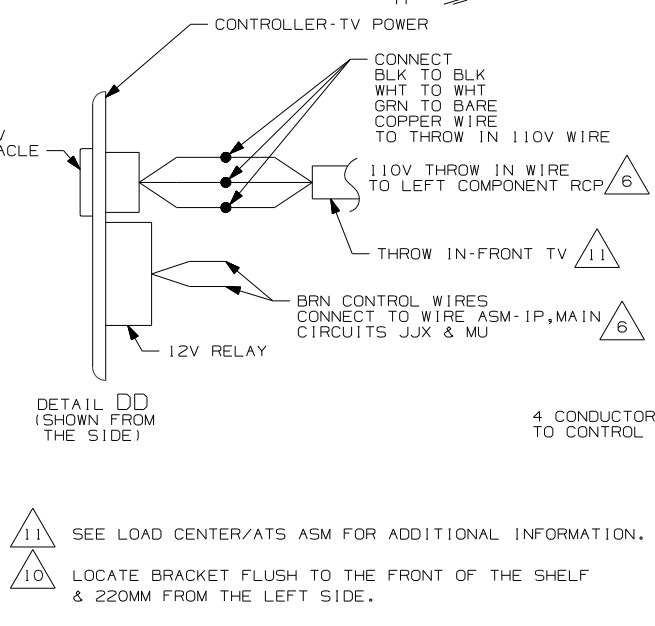 CONTROLLER-TV POWER
CONNECT
BLK TO BLK
WHT TO WHT
GRN TO BARE
COPPER WIRE
TO THROW IN 110V WIRE
110V THROW IN WIRE
TO LEFT COMPONENT RCP 6
THROW IN-FRONT TV 11
BRN CONTROL WIRES
CONNECT TO WIRE ASM-IP,MAIN
CIRCUITS JJX & MU 6
12V RELAY
DETAIL DD
(SHOWN FROM
THE SIDE)
4 CONDUCTOR
TO CONTROL
11 SEE LOAD CENTER/ATS ASM FOR ADDITIONAL INFORMATION.
10 LOCATE BRACKET FLUSH TO THE FRONT OF THE SHELF
& 220MM FROM THE LEFT SIDE.